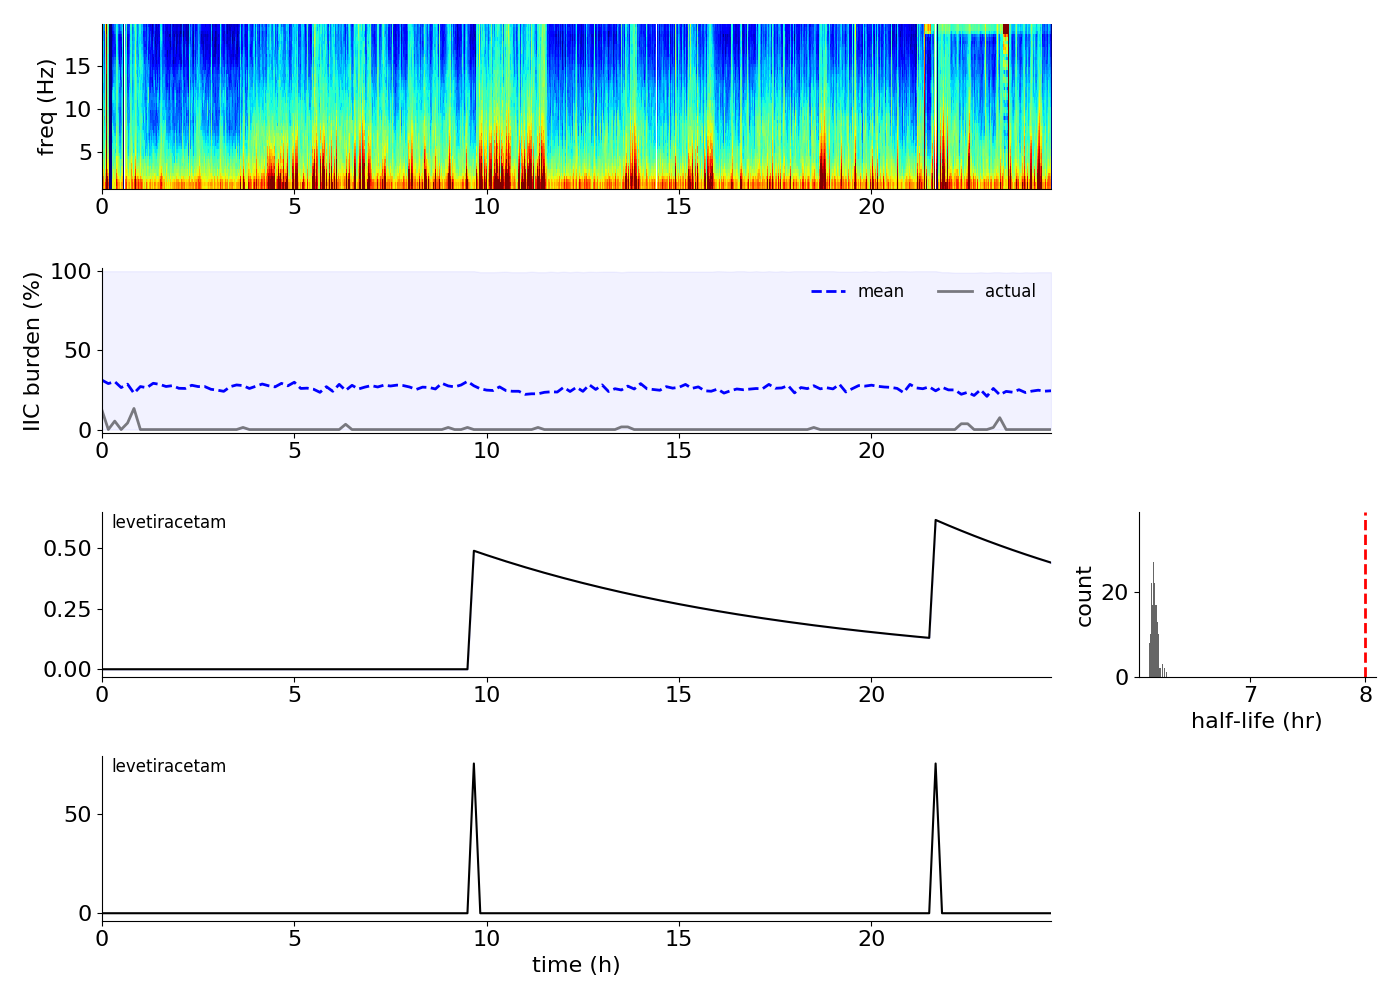 freq (Hz)
15
10
5
0 5 10 15 20
IIC burden (%)
100
50
0
mean actual
0 5 10 15 20
levetiracetam
0.50
0.25
0.00
0 5 10 15 20
count
20
0
7 8
half-life (hr)
levetiracetam
50
0
0 5 10 15 20
time (h)